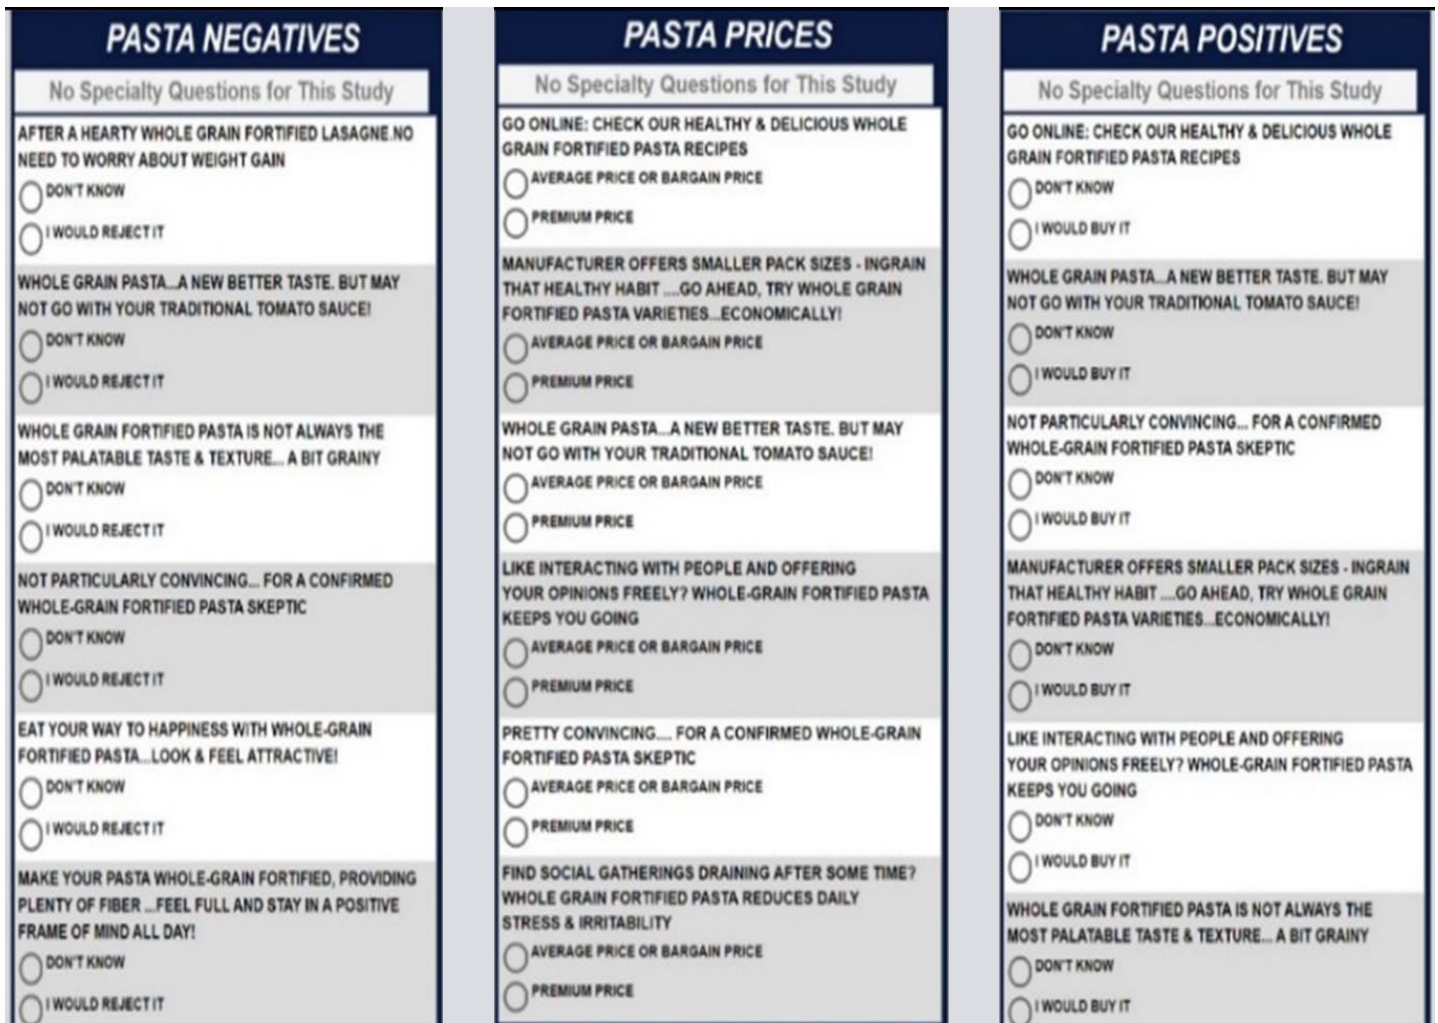 PASTA NEGATIVES
No Specialty Questions for This Study
AFTER A HEARTY WHOLE GRAIN FORTIFIED LASAGNE.NO
NEED TO WORRY ABOUT WEIGHT GAIN
DON'T KNOW
I WOULD REJECT IT
WHOLE GRAIN PASTA...A NEW BETTER TASTE. BUT MAY
NOT GO WITH YOUR TRADITIONAL TOMATO SAUCE!
DON'T KNOW
I WOULD REJECT IT
WHOLE GRAIN FORTIFIED PASTA IS NOT ALWAYS THE
MOST PALATABLE TASTE & TEXTURE... A BIT GRAINY
DON'T KNOW
I WOULD REJECT IT
NOT PARTICULARLY CONVINCING... FOR A CONFIRMED
WHOLE-GRAIN FORTIFIED PASTA SKEPTIC
DON'T KNOW
I WOULD REJECT IT
EAT YOUR WAY TO HAPPINESS WITH WHOLE-GRAIN
FORTIFIED PASTA...LOOK & FEEL ATTRACTIVE!
DON'T KNOW
I WOULD REJECT IT
MAKE YOUR PASTA WHOLE-GRAIN FORTIFIED, PROVIDING
PLENTY OF FIBER ...FEEL FULL AND STAY IN A POSITIVE
FRAME OF MIND ALL DAY!
DON'T KNOW
I WOULD REJECT IT
PASTA PRICES
No Specialty Questions for This Study
GO ONLINE: CHECK OUR HEALTHY & DELICIOUS WHOLE
GRAIN FORTIFIED PASTA RECIPES
AVERAGE PRICE OR BARGAIN PRICE
PREMIUM PRICE
MANUFACTURER OFFERS SMALLER PACK SIZES - INGRAIN
THAT HEALTHY HABIT ....GO AHEAD, TRY WHOLE GRAIN
FORTIFIED PASTA VARIETIES...ECONOMICALLY!
AVERAGE PRICE OR BARGAIN PRICE
PREMIUM PRICE
WHOLE GRAIN PASTA...A NEW BETTER TASTE. BUT MAY
NOT GO WITH YOUR TRADITIONAL TOMATO SAUCE!
AVERAGE PRICE OR BARGAIN PRICE
PREMIUM PRICE
LIKE INTERACTING WITH PEOPLE AND OFFERING
YOUR OPINIONS FREELY? WHOLE-GRAIN FORTIFIED PASTA
KEEPS YOU GOING
AVERAGE PRICE OR BARGAIN PRICE
PREMIUM PRICE
PRETTY CONVINCING.... FOR A CONFIRMED WHOLE-GRAIN
FORTIFIED PASTA SKEPTIC
AVERAGE PRICE OR BARGAIN PRICE
PREMIUM PRICE
FIND SOCIAL GATHERINGS DRAINING AFTER SOME TIME?
WHOLE GRAIN FORTIFIED PASTA REDUCES DAILY
STRESS & IRRITABILITY
AVERAGE PRICE OR BARGAIN PRICE
PREMIUM PRICE
PASTA POSITIVES
No Specialty Questions for This Study
GO ONLINE: CHECK OUR HEALTHY & DELICIOUS WHOLE
GRAIN FORTIFIED PASTA RECIPES
DON'T KNOW
I WOULD BUY IT
WHOLE GRAIN PASTA...A NEW BETTER TASTE. BUT MAY
NOT GO WITH YOUR TRADITIONAL TOMATO SAUCE!
DON'T KNOW
I WOULD BUY IT
NOT PARTICULARLY CONVINCING... FOR A CONFIRMED
WHOLE-GRAIN FORTIFIED PASTA SKEPTIC
DON'T KNOW
I WOULD BUY IT
MANUFACTURER OFFERS SMALLER PACK SIZES - INGRAIN
THAT HEALTHY HABIT ....GO AHEAD, TRY WHOLE GRAIN
FORTIFIED PASTA VARIETIES...ECONOMICALLY!
DON'T KNOW
I WOULD BUY IT
LIKE INTERACTING WITH PEOPLE AND OFFERING
YOUR OPINIONS FREELY? WHOLE-GRAIN FORTIFIED PASTA
KEEPS YOU GOING
DON'T KNOW
I WOULD BUY IT
WHOLE GRAIN FORTIFIED PASTA IS NOT ALWAYS THE
MOST PALATABLE TASTE & TEXTURE... A BIT GRAINY
DON'T KNOW
I WOULD BUY IT